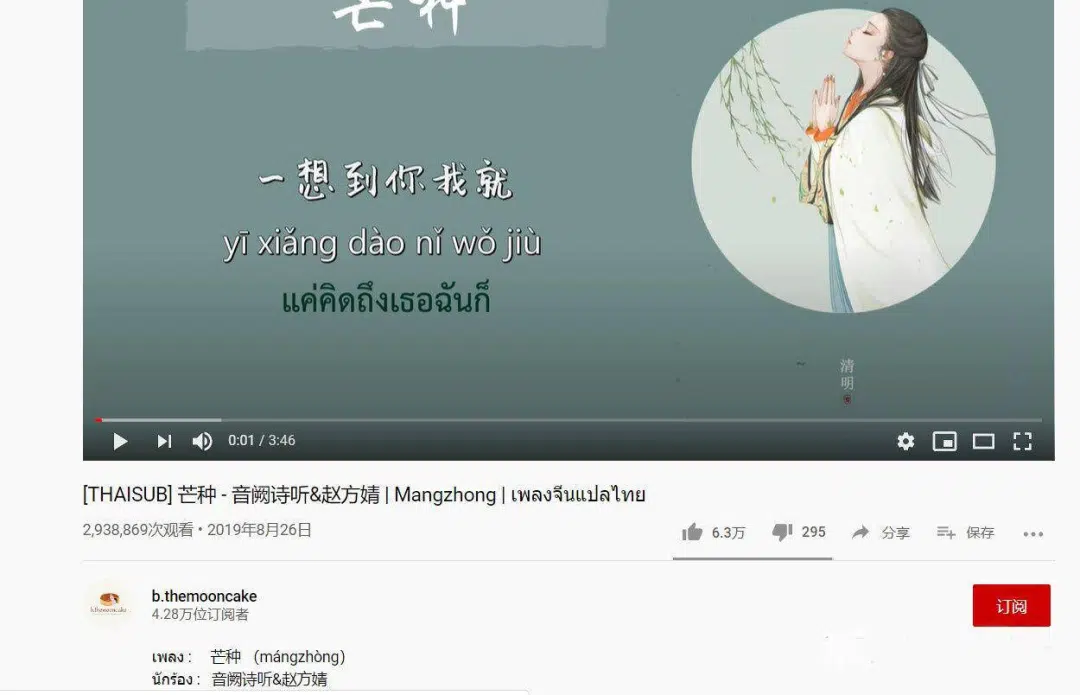 芒种
一想到你我就
yī xiǎng dào nǐ wǒ jiù
แค่คิดถึงเธอฉันก็
清明
0:01 / 3:46
[THAISUB] 芒种 - 音阙诗听&赵方婧 | Mangzhong | เพลงจีนแปลไทย
2,938,869次观看 • 2019年8月26日
6.3万 295 分享 保存
b.themooncake
4.28万位订阅者
订阅
เพลง : 芒种 (mángzhòng)
นักร้อง : 音阙诗听&赵方婧